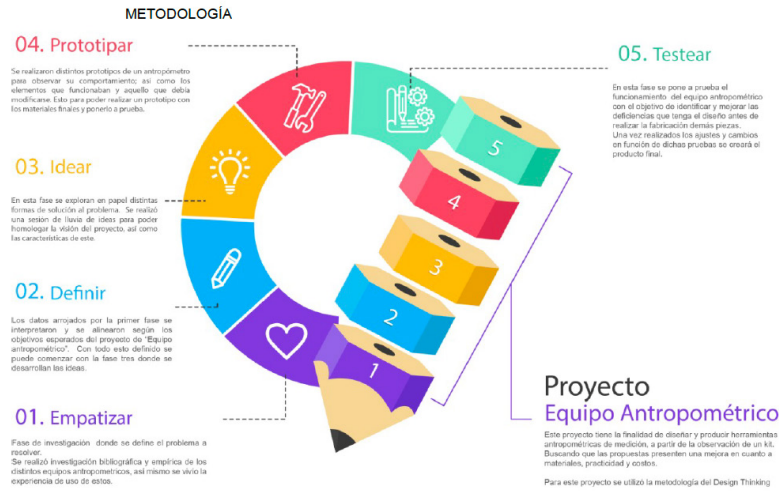 METODOLOGÍA
04. Prototipar
Se realizaron distintos prototipos de un antropómetro
para observar su comportamiento; asi como los
elementos que funcionaban y aquello que debía
modificarse. Esto para poder realizar un prototipo con
los materiales finales y ponerlo a prueba.
03. Idear
En esta fase se exploran en papel distintas
formas de solución al problema. Se realizó
una sesión de lluvia de ideas para poder
homologar la visión del proyecto, así como
las características de este.
02. Definir
Los datos arrojados por la primer fase se
interpretaron y se alinearon según los
objetivos esperados del proyecto de "Equipo
antropométrico". Con todo esto definido se
puede comenzar con la fase tres donde se
desarrollan las ideas.
01. Empatizar
Fase de investigación donde se define el problema a
resolver.
Se realizó investigación bibliográfica y empírica de los
distintos equipos antropometricos, así mismo se vivio la
experiencia de uso de estos.
05. Testear
En esta fase se pone a prueba el
funcionamiento del equipo antropométrico
con el objetivo de identificar y mejorar las
deficiencias que tenga el diseño antes de
realizar la fabricación demás piezas.
Una vez realizados los ajustes y cambios
en función de dichas pruebas se creará el
producto final.
5
4
3
2
1
Proyecto
Equipo Antropométrico
Este proyecto tiene la finalidad de diseñar y producir herramientas
antropométricas de medición, a partir de la observación de un kit.
Buscando que las propuestas presenten una mejora en cuanto a
materiales, practicidad y costos.
Para este proyecto se utilizó la metodología del Design Thinking